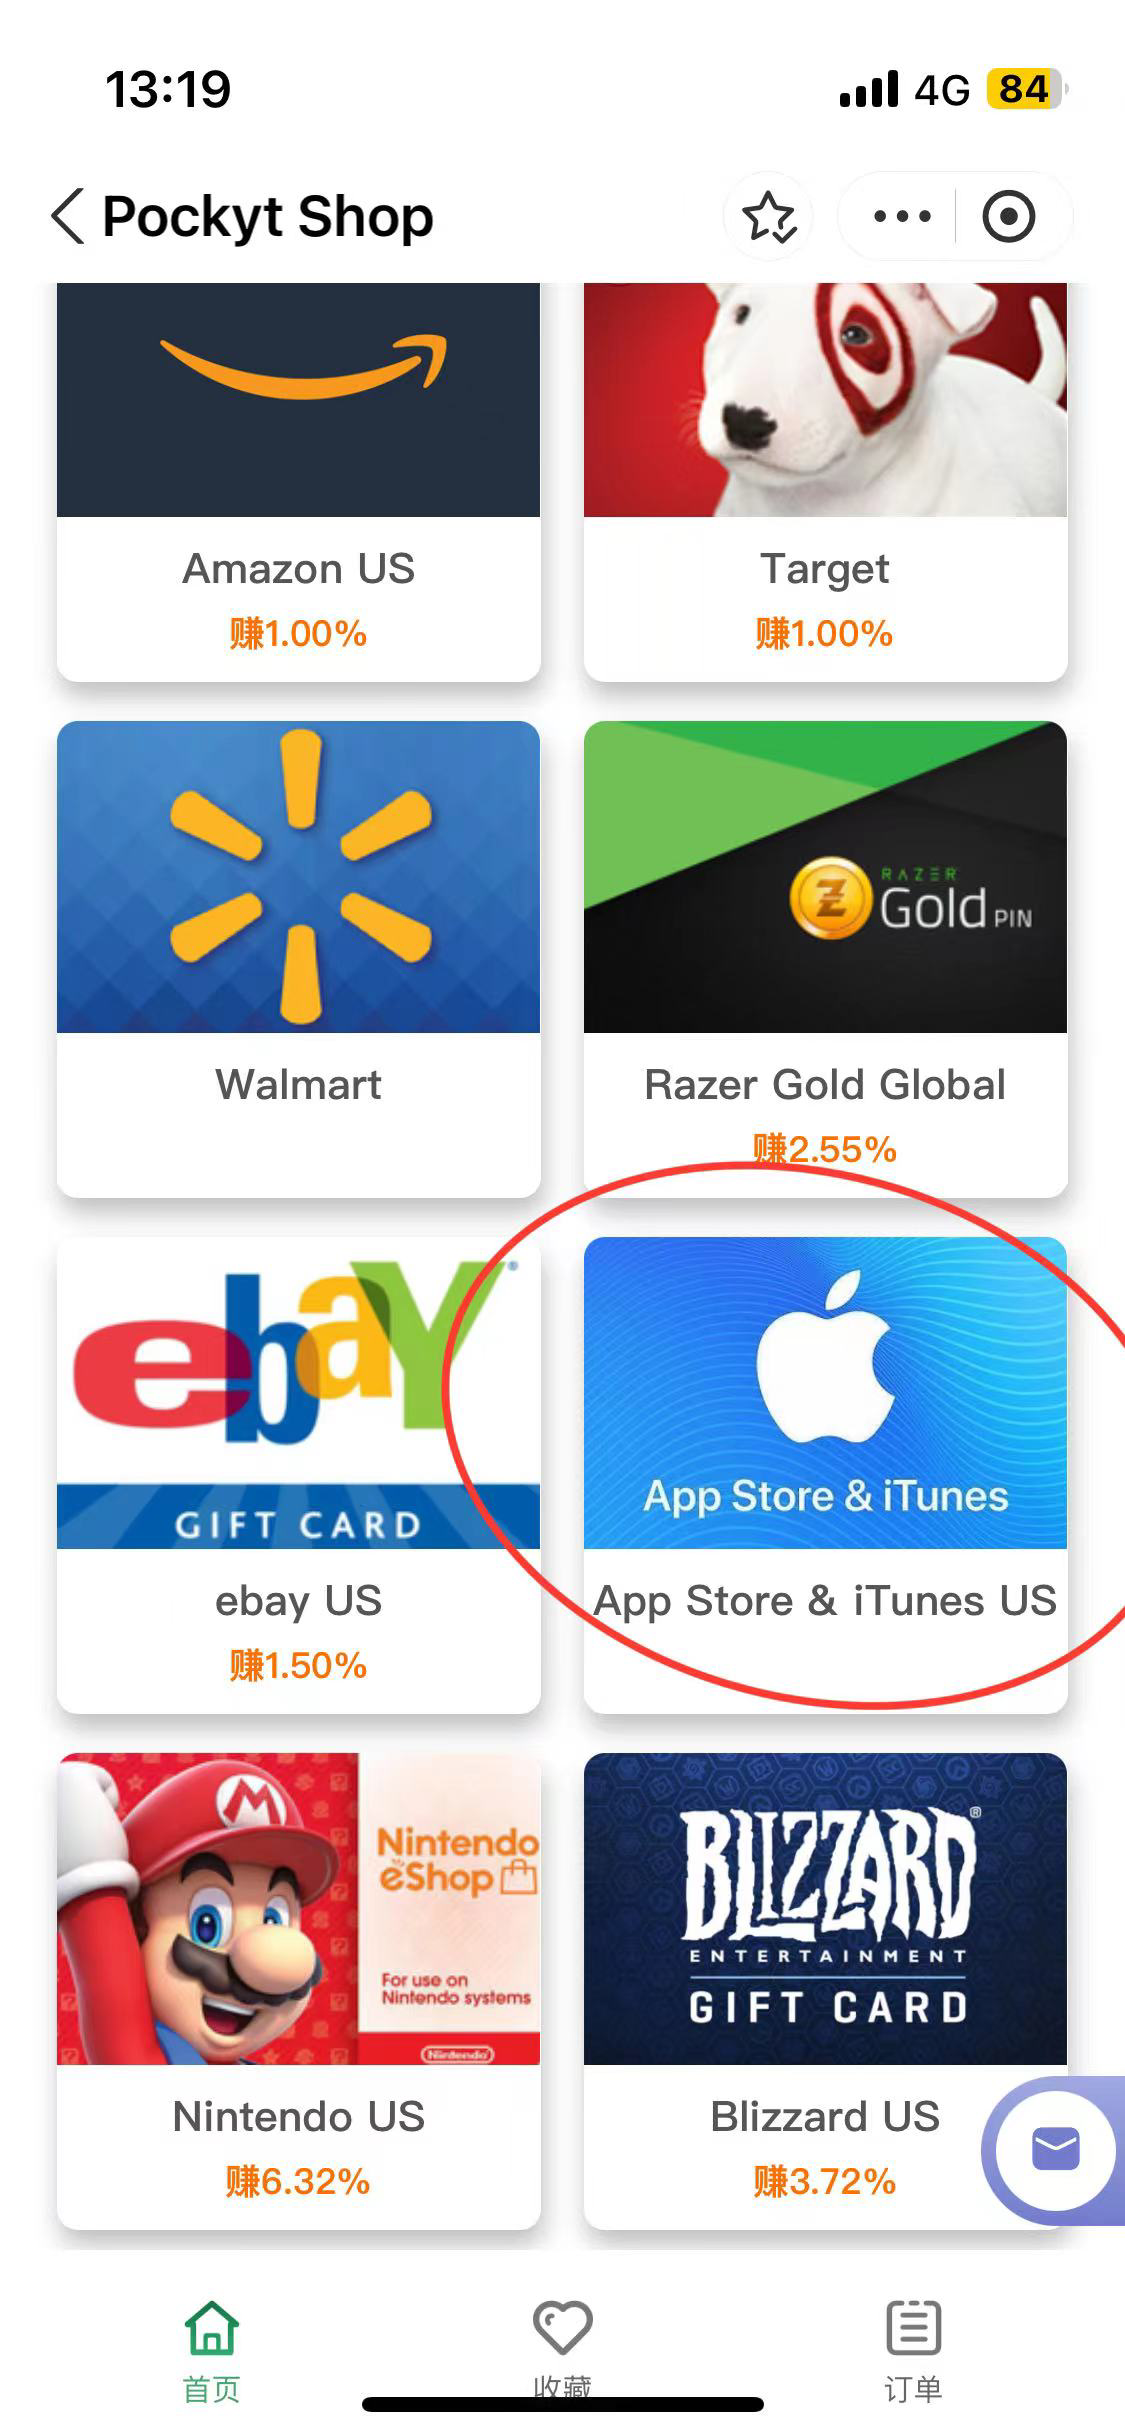 13:19
4G
84
Pockyt Shop
Amazon US
赚1.00%
Target
赚1.00%
RAZER
Gold PIN
Walmart
Razer Gold Global
赚2.55%
ebaY®
GIFT CARD
App Store & iTunes
ebay US
赚1.50%
App Store & iTunes US
M
Nintendo
eShop
For use on
Nintendo systems
Nintendo
BLIZZARD®
ENTERTAINMENT
GIFT CARD
Nintendo US
赚6.32%
Blizzard US
赚3.72%
首页
收藏
订单